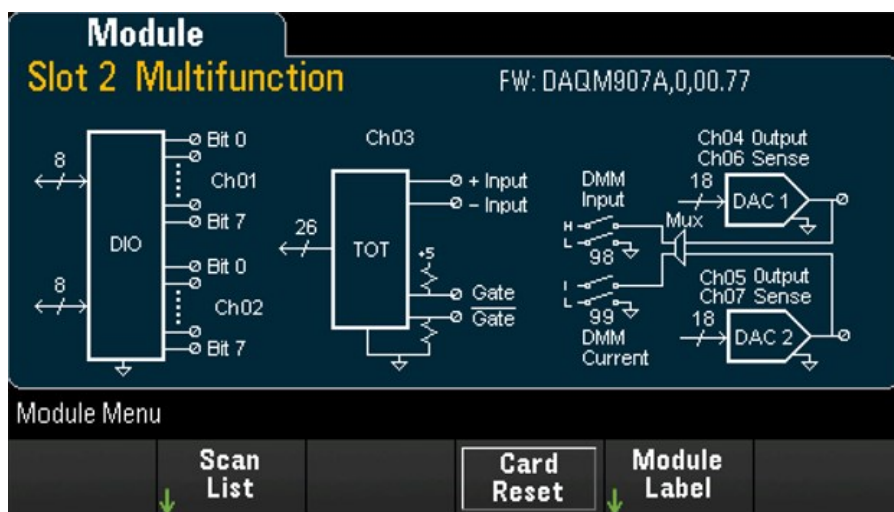 Module
Slot 2 Multifunction
FW: DAQM907A,0,00.77
8
DIO
Bit 0
Ch01
Bit 7
8
Bit 0
Ch02
Bit 7
Ch03
26
TOT
+ Input
- Input
+5
Gate
Gate
DMM
Input
H
L
98
I
L
99
DMM
Current
Mux
Ch04 Output
Ch06 Sense
18
DAC 1
Ch05 Output
Ch07 Sense
18
DAC 2
Module Menu
Scan
List
Card
Reset
Module
Label